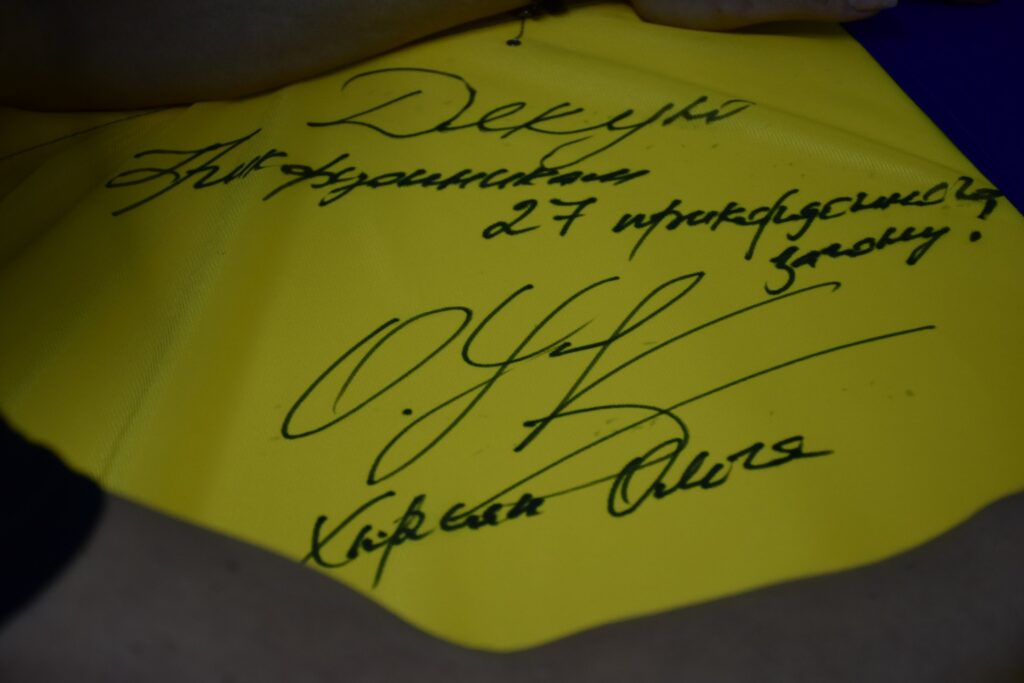 Дякую
Прикордонникам
27 прикордонного
загону!
Харлан Ольга